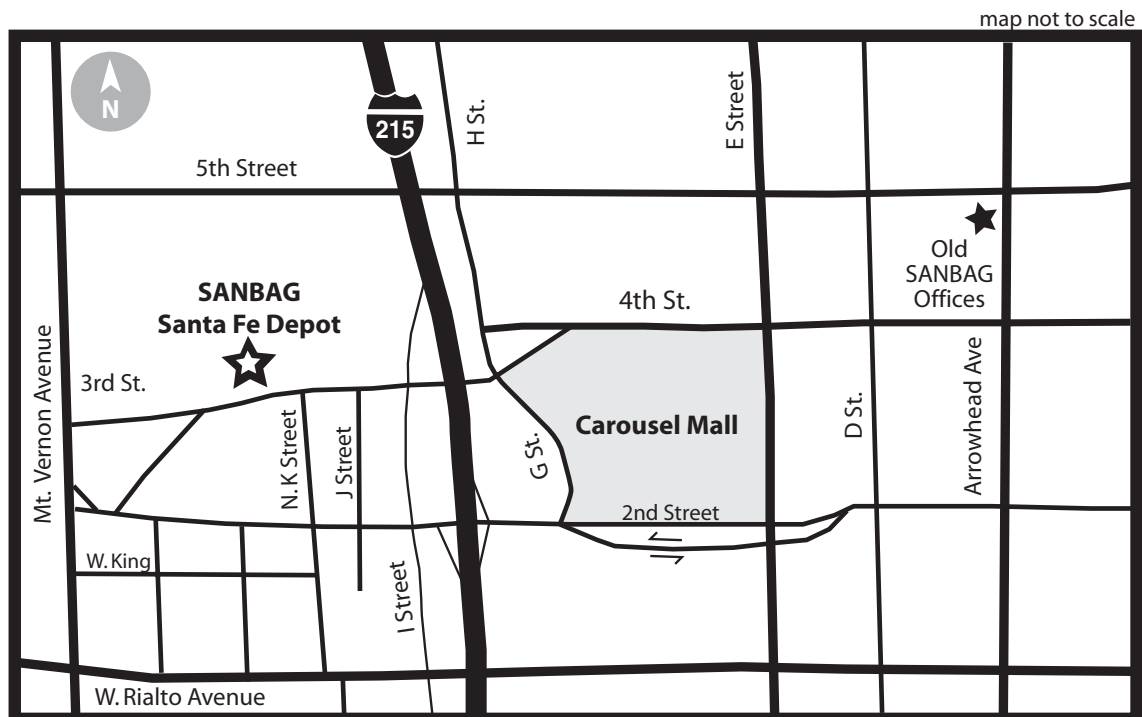 map not to scale
N
215
H St.
E Street
5th Street
Old
SANBAG
Offices
SANBAG
Santa Fe Depot
4th St.
Mt. Vernon Avenue
3rd St.
Carousel Mall
D St.
Arrowhead Ave
N. K Street
J Street
G St.
2nd Street
W. King
I Street
W. Rialto Avenue